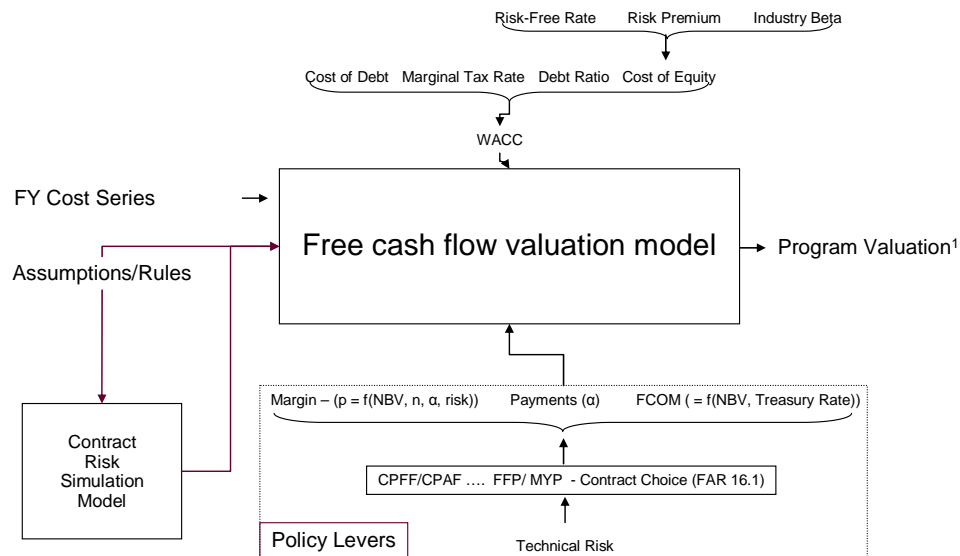 Risk-Free Rate Risk Premium Industry Beta
Cost of Debt Marginal Tax Rate Debt Ratio Cost of Equity
WACC
FY Cost Series
Free cash flow valuation model
Program Valuation¹
Assumptions/Rules
Margin – (p = f(NBV, n, α, risk)) Payments (α) FCOM ( = f(NBV, Treasury Rate))
Contract
Risk
Simulation
Model
CPFF/CPAF …. FFP/ MYP - Contract Choice (FAR 16.1)
Policy Levers
Technical Risk